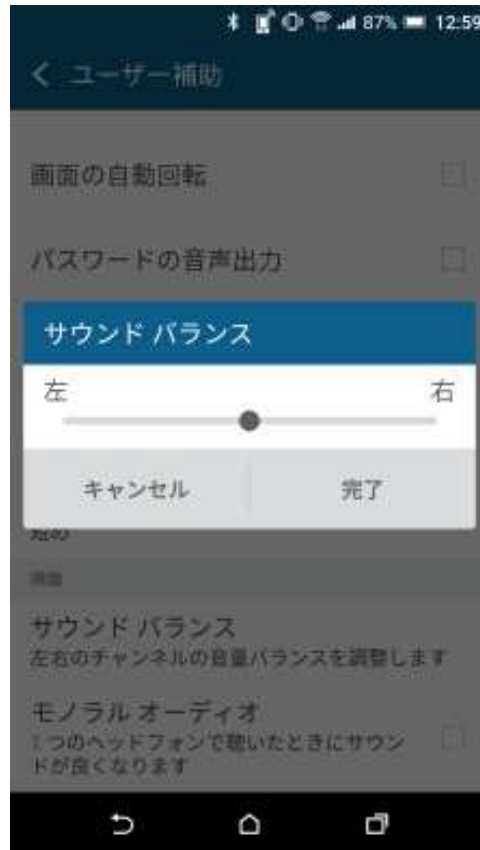 87% 12:59
ユーザー補助
画面の自動回転
パスワードの音声出力
サウンド バランス
左 右
キャンセル 完了
短め
サウンド バランス
左右のチャンネルの音量バランスを調整します
モノラル オーディオ
1 つのヘッドフォンで聴いたときにサウン
ドが良くなります